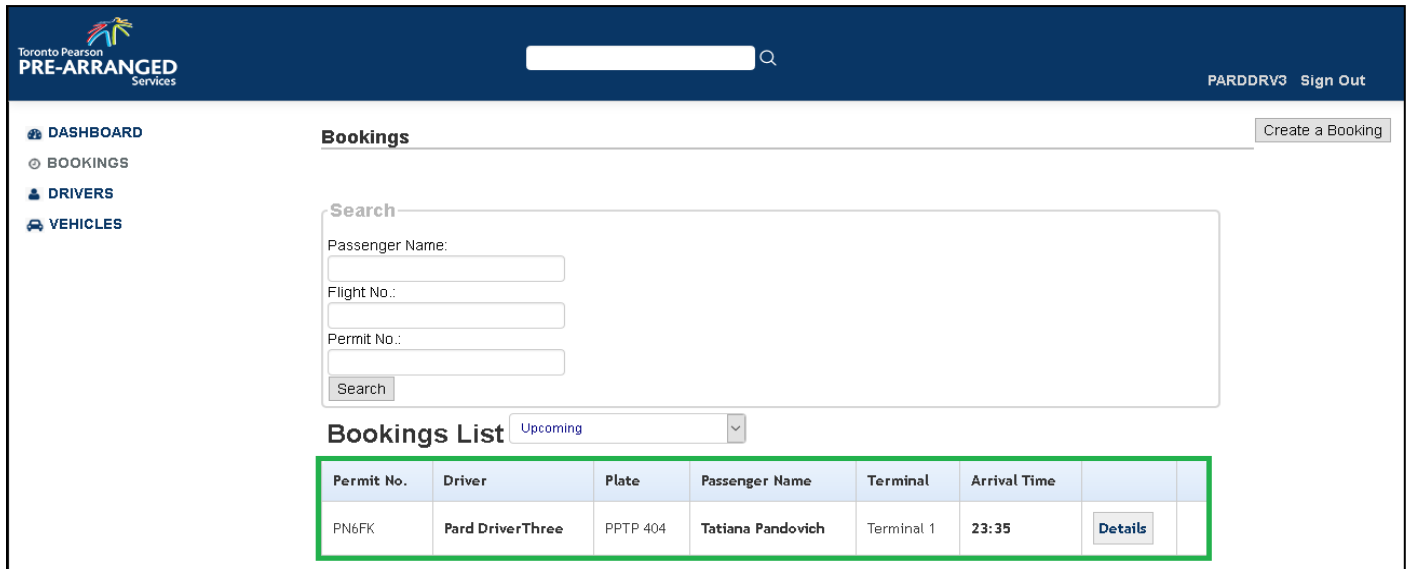 Toronto Pearson
PRE-ARRANGED
Services
PARDDRV3 Sign Out
DASHBOARD
BOOKINGS
DRIVERS
VEHICLES
Bookings
Create a Booking
Search
Passenger Name:
Flight No.:
Permit No.:
Search
Bookings List Upcoming
Permit No. Driver Plate Passenger Name Terminal Arrival Time
PN6FK Pard DriverThree PPTP 404 Tatiana Pandovich Terminal 1 23:35 Details